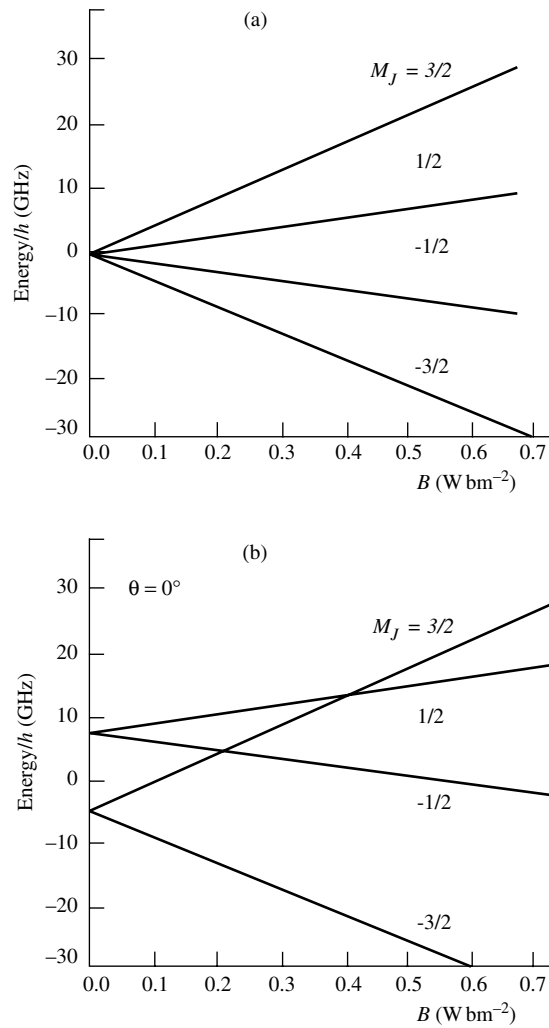 (a)
Energy/h (GHz)
30
20
10
0
–10
–20
–30
M_J = 3/2
1/2
-1/2
-3/2
0.0 0.1 0.2 0.3 0.4 0.5 0.6 0.7
B (W bm⁻²)
(b)
θ = 0°
Energy/h (GHz)
30
20
10
0
–10
–20
–30
M_J = 3/2
1/2
-1/2
-3/2
0.0 0.1 0.2 0.3 0.4 0.5 0.6 0.7
B (W bm⁻²)